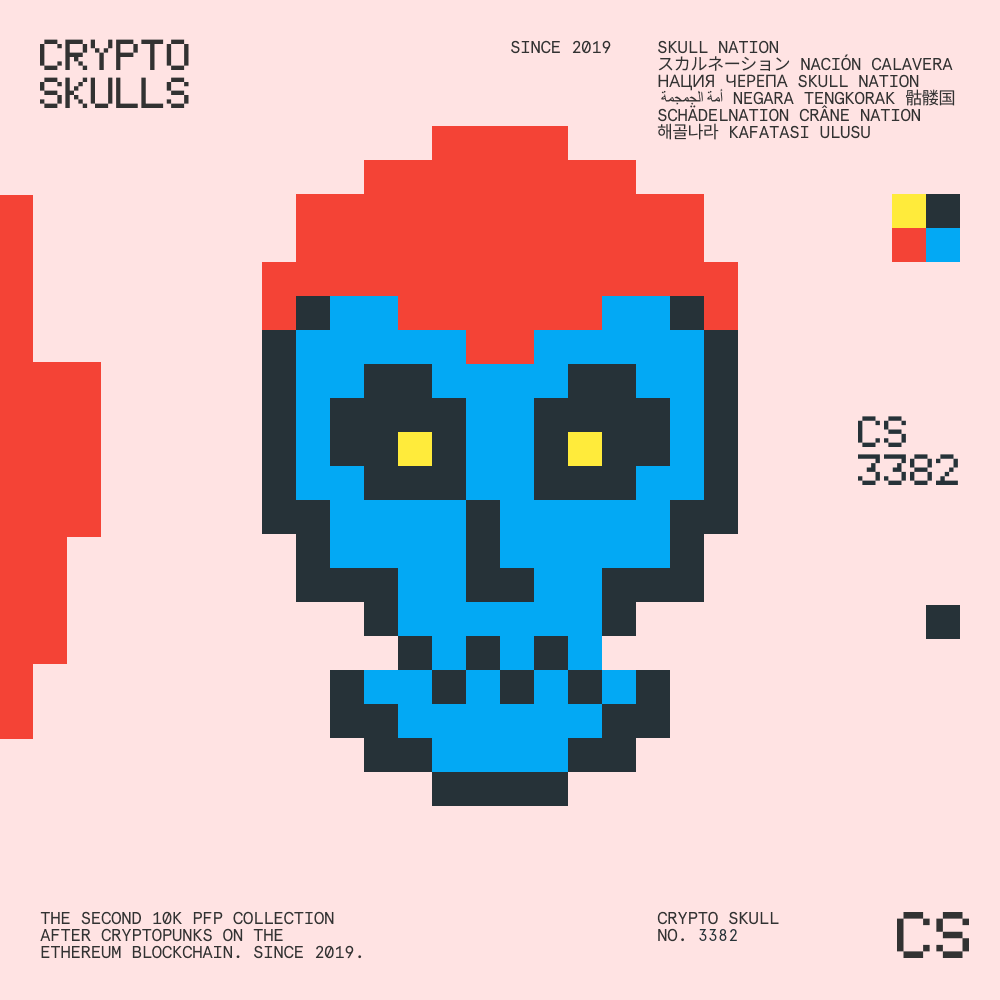 CRYPTO
SKULLS
SINCE 2019
SKULL NATION
スカルネーション NACIÓN CALAVERA
НАЦИЯ ЧЕРЕПА SKULL NATION
أمة الجمجمة NEGARA TENGKORAK 骷髅国
SCHÄDELNATION CRÂNE NATION
해골나라 KAFATASI ULUSU
CS
3382
THE SECOND 10K PFP COLLECTION
AFTER CRYPTOPUNKS ON THE
ETHEREUM BLOCKCHAIN. SINCE 2019.
CRYPTO SKULL
NO. 3382
CS